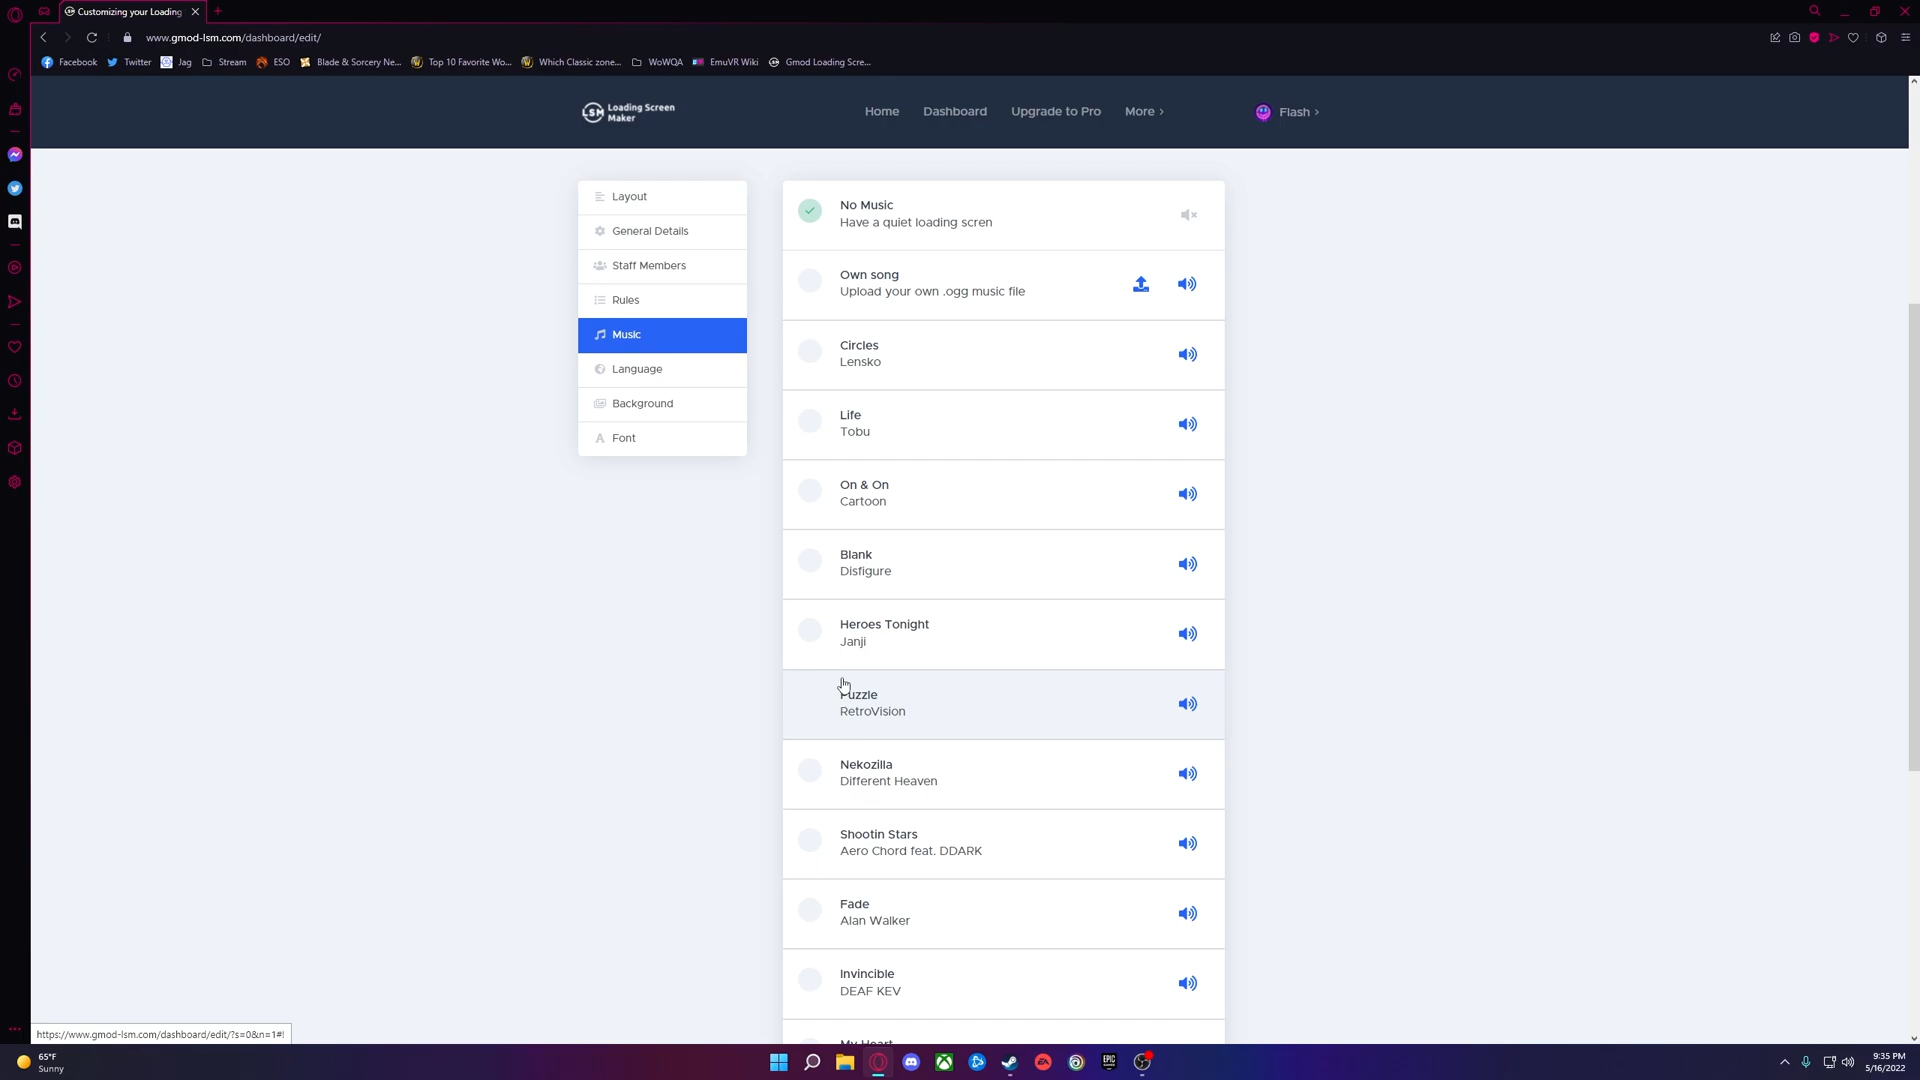 Customizing your Loading
www.gmod-lsm.com/dashboard/edit/
Facebook
Twitter
Jag
Stream
ESO
Blade & Sorcery Ne...
Top 10 Favorite Wo...
Which Classic zone...
WoWQA
EmuVR Wiki
Gmod Loading Scre...
LSM
Loading Screen
Maker
Home
Dashboard
Upgrade to Pro
More ›
Flash ›
Layout
General Details
Staff Members
Rules
Music
Language
Background
Font
No Music
Have a quiet loading scren
Own song
Upload your own .ogg music file
Circles
Lensko
Life
Tobu
On & On
Cartoon
Blank
Disfigure
Heroes Tonight
Janji
Puzzle
RetroVision
Nekozilla
Different Heaven
Shootin Stars
Aero Chord feat. DDARK
Fade
Alan Walker
Invincible
DEAF KEV
My Heart
https://www.gmod-lsm.com/dashboard/edit/?s=0&n=1#!
65°F
Sunny
EA
EPIC
9:35 PM
5/16/2022